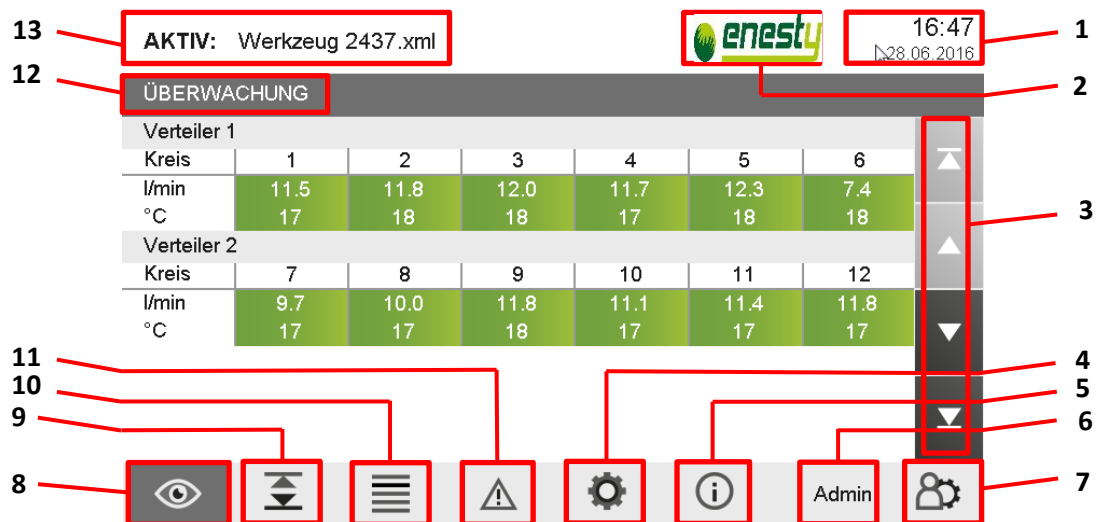 13 AKTIV: Werkzeug 2437.xml enesty 16:47 1
28.06.2016
12 ÜBERWACHUNG 2
Verteiler 1
Kreis 1 2 3 4 5 6
l/min 11.5 11.8 12.0 11.7 12.3 7.4
°C 17 18 18 17 18 18 3
Verteiler 2
Kreis 7 8 9 10 11 12
l/min 9.7 10.0 11.8 11.1 11.4 11.8
°C 17 17 18 17 17 17
11 4
10 5
9 6
8 Admin 7